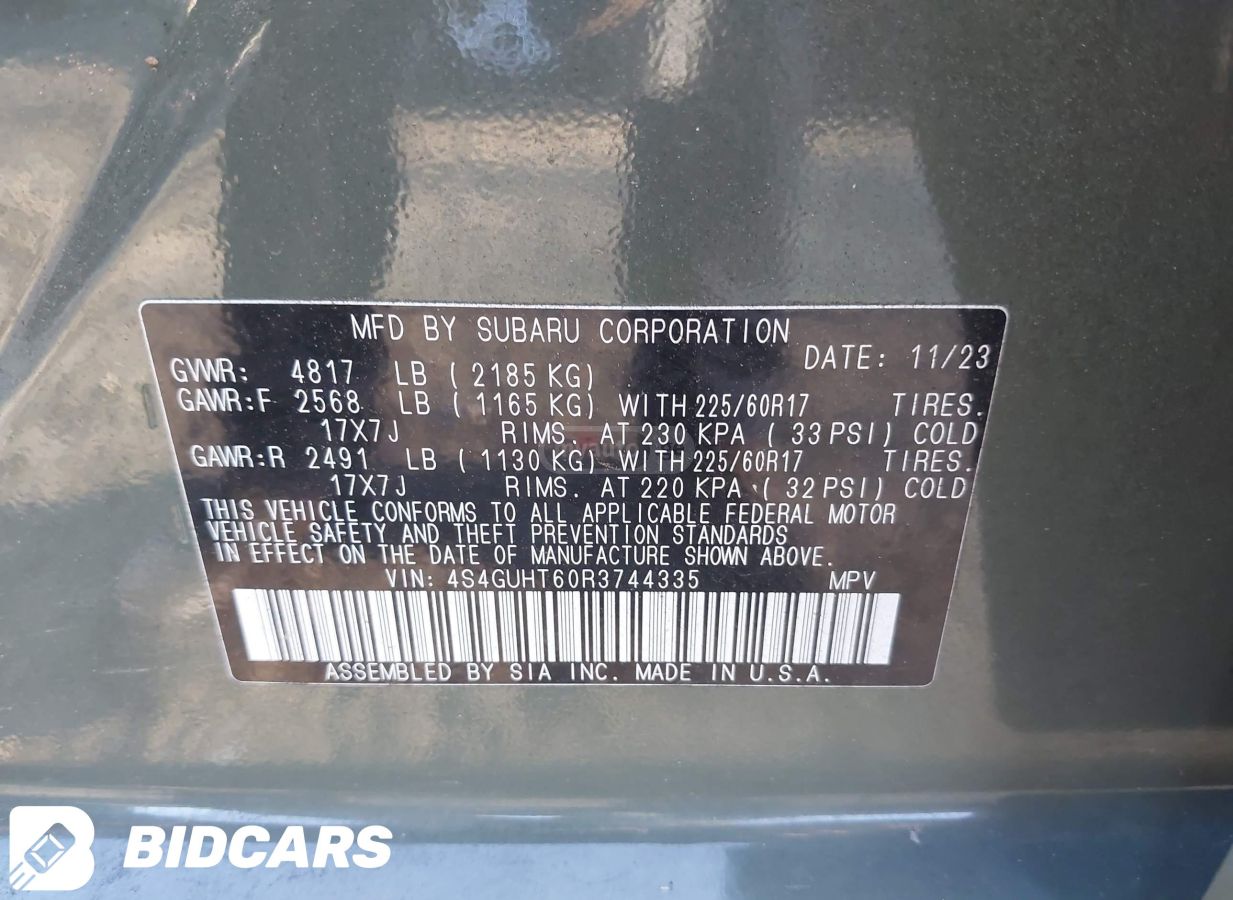 MFD BY SUBARU CORPORATION
DATE: 11/23
GVWR: 4817 LB ( 2185 KG)
GAWR:F 2568 LB ( 1165 KG) WITH 225/60R17 TIRES.
17X7J RIMS. AT 230 KPA ( 33 PSI) COLD
GAWR:R 2491 LB ( 1130 KG) WITH 225/60R17 TIRES.
17X7J RIMS. AT 220 KPA ( 32 PSI) COLD
THIS VEHICLE CONFORMS TO ALL APPLICABLE FEDERAL MOTOR
VEHICLE SAFETY AND THEFT PREVENTION STANDARDS
IN EFFECT ON THE DATE OF MANUFACTURE SHOWN ABOVE.
VIN: 4S4GUHT60R3744335 MPV
ASSEMBLED BY SIA INC. MADE IN U.S.A.
BIDCARS